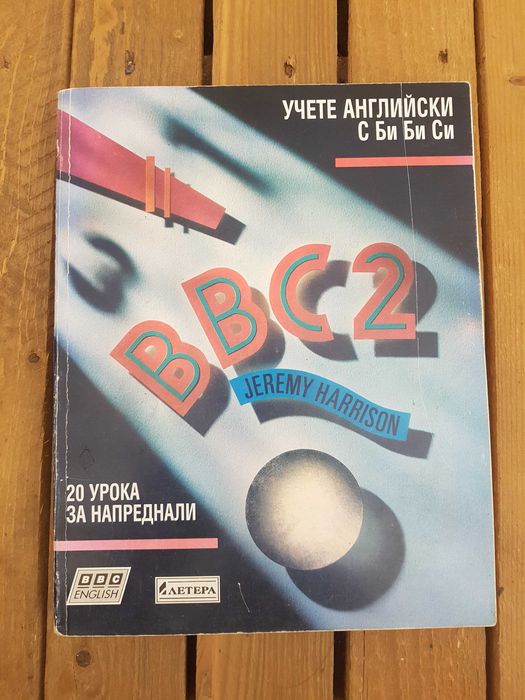 УЧЕТЕ АНГЛИЙСКИ
С Би Би Си
BBC2
JEREMY HARRISON
20 УРОКА
ЗА НАПРЕДНАЛИ
BBC
ENGLISH
ЛЕТЕРА